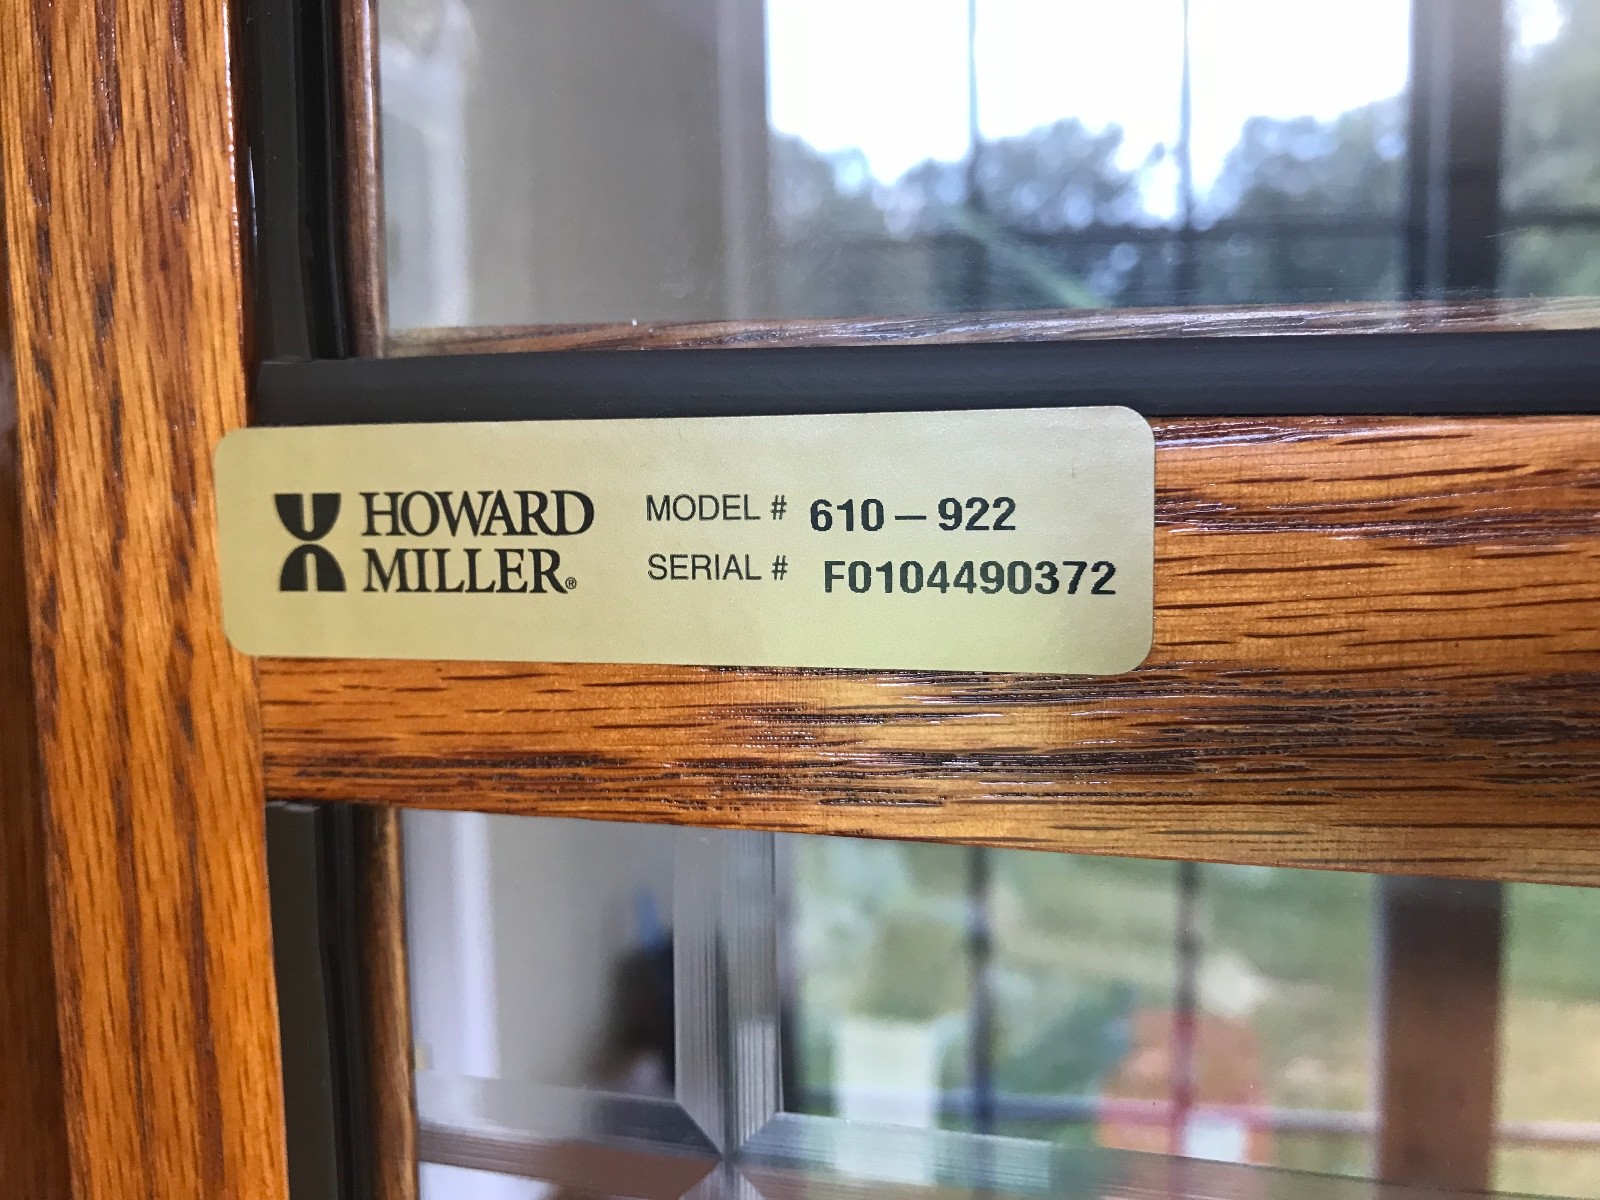 HOWARD
MILLER®
MODEL # 610-922
SERIAL # F0104490372